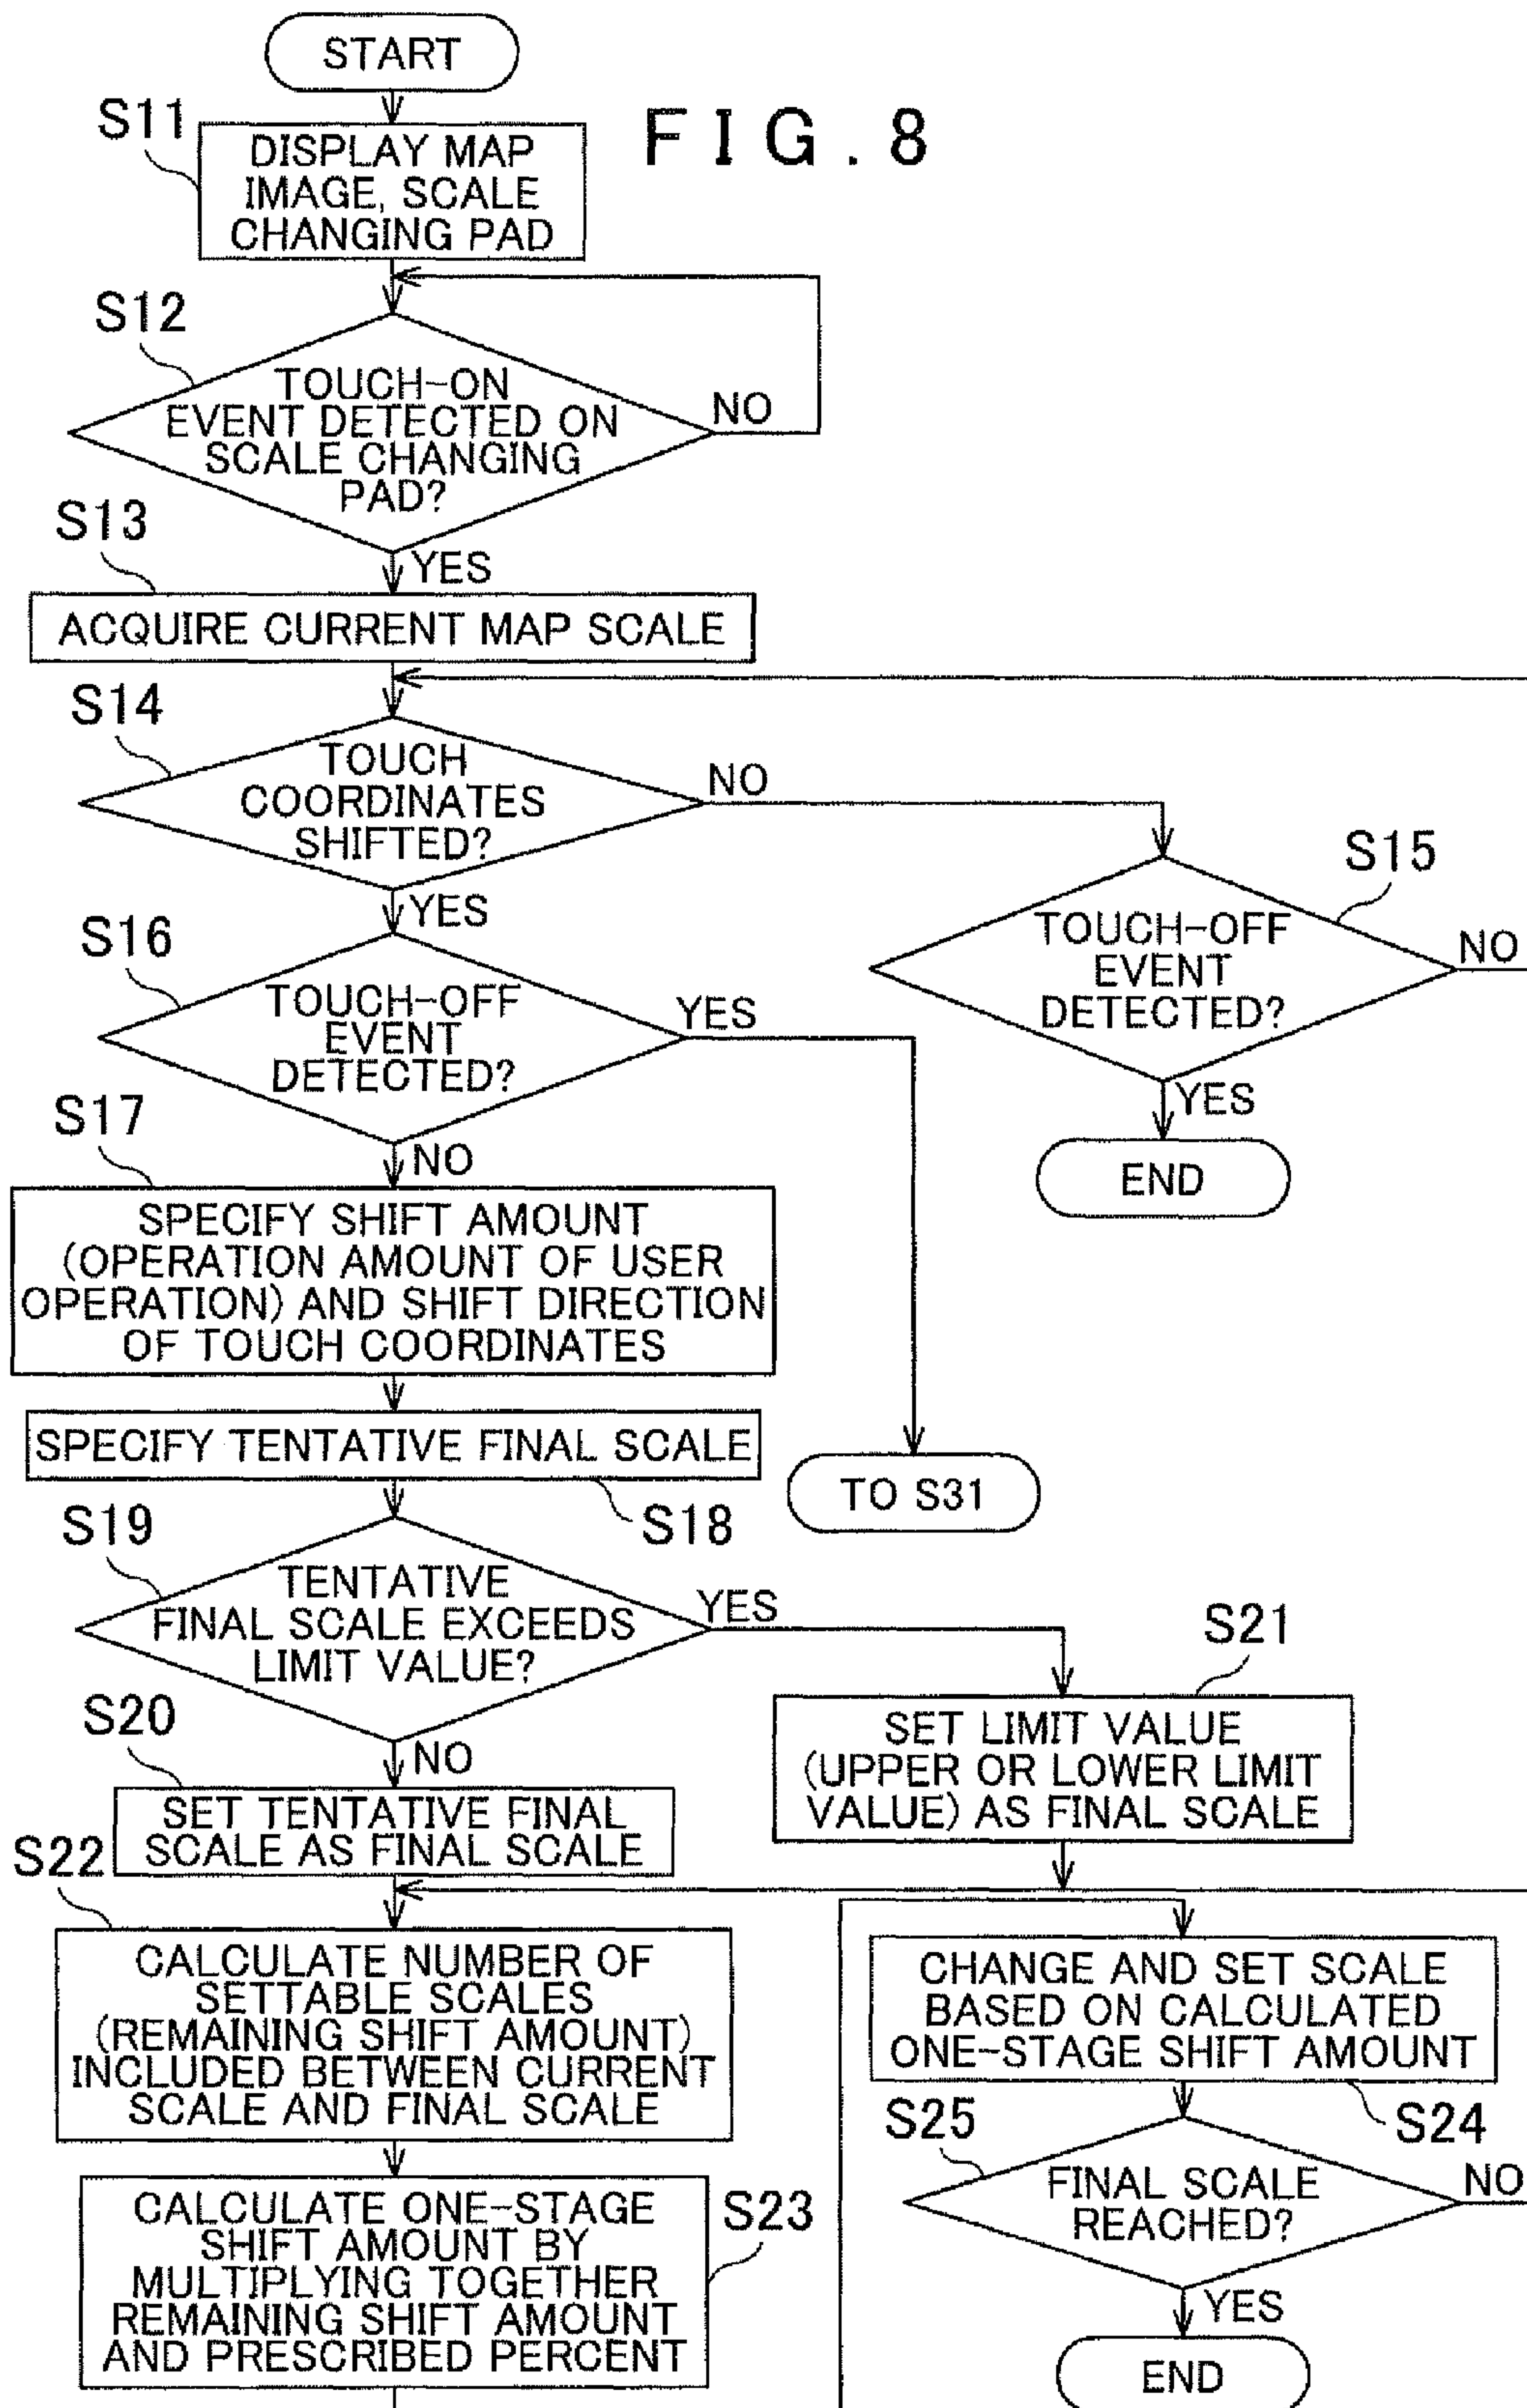 START
FIG. 8
S11
DISPLAY MAP
IMAGE, SCALE
CHANGING PAD
S12
TOUCH-ON
EVENT DETECTED ON
SCALE CHANGING
PAD?
NO
YES
S13
ACQUIRE CURRENT MAP SCALE
S14
TOUCH
COORDINATES
SHIFTED?
NO
YES
S15
TOUCH-OFF
EVENT
DETECTED?
NO
YES
END
S16
TOUCH-OFF
EVENT
DETECTED?
YES
NO
TO S31
S17
SPECIFY SHIFT AMOUNT
(OPERATION AMOUNT OF USER
OPERATION) AND SHIFT DIRECTION
OF TOUCH COORDINATES
SPECIFY TENTATIVE FINAL SCALE
S18
S19
TENTATIVE
FINAL SCALE EXCEEDS
LIMIT VALUE?
YES
NO
S20
SET TENTATIVE FINAL
SCALE AS FINAL SCALE
S21
SET LIMIT VALUE
(UPPER OR LOWER LIMIT
VALUE) AS FINAL SCALE
S22
CALCULATE NUMBER OF
SETTABLE SCALES
(REMAINING SHIFT AMOUNT)
INCLUDED BETWEEN CURRENT
SCALE AND FINAL SCALE
S23
CALCULATE ONE-STAGE
SHIFT AMOUNT BY
MULTIPLYING TOGETHER
REMAINING SHIFT AMOUNT
AND PRESCRIBED PERCENT
CHANGE AND SET SCALE
BASED ON CALCULATED
ONE-STAGE SHIFT AMOUNT
S24
S25
FINAL SCALE
REACHED?
NO
YES
END